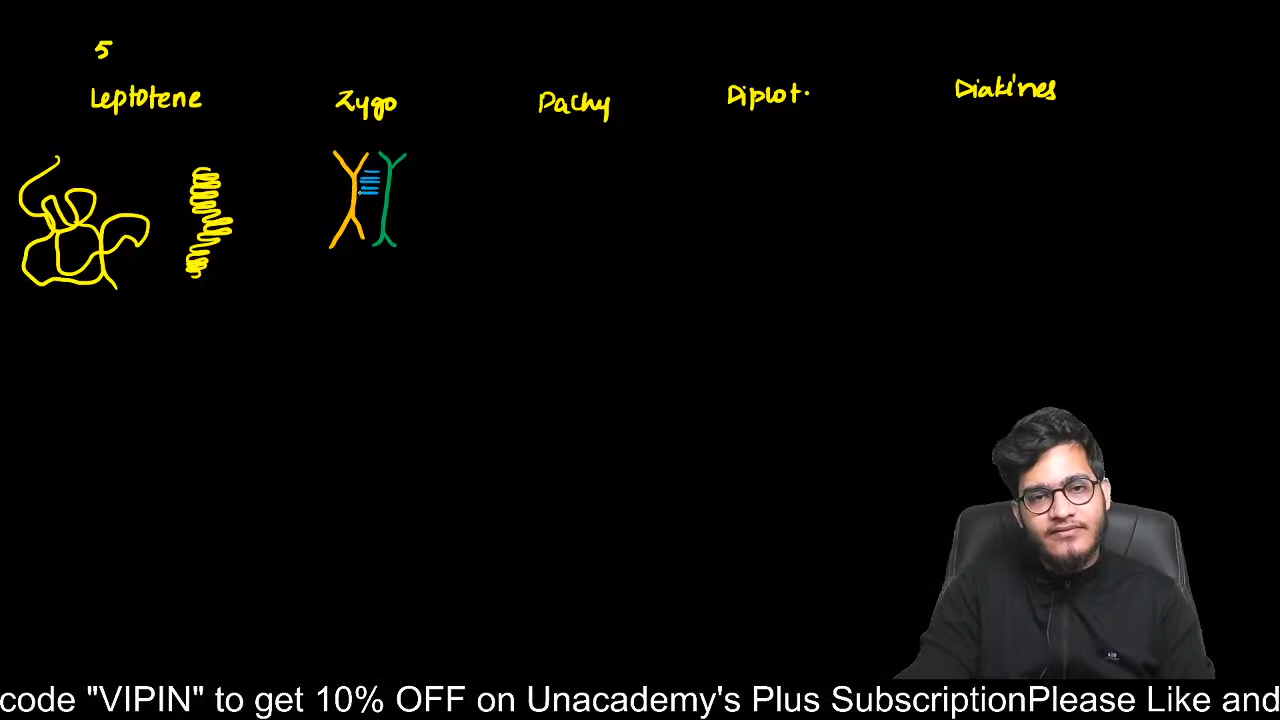 5
Leptotene Zygo Pachy Diplot. Diakines
code "VIPIN" to get 10% OFF on Unacademy's Plus SubscriptionPlease Like and